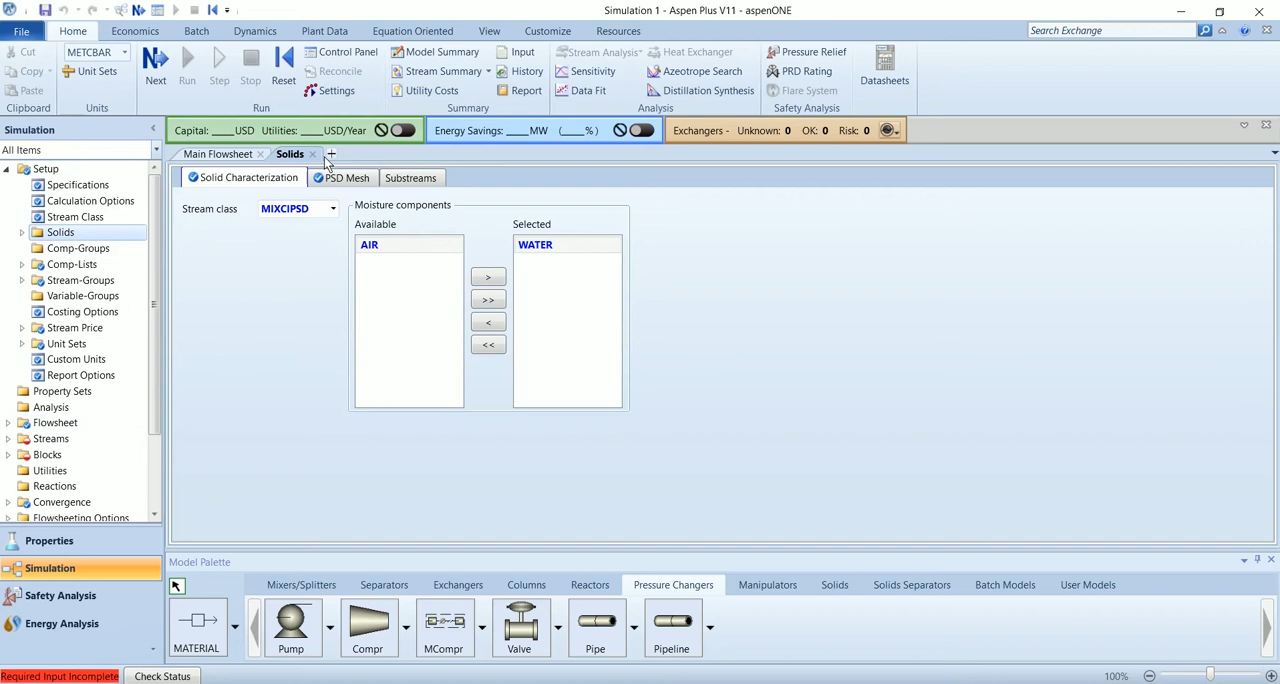 Simulation 1 - Aspen Plus V11 - aspenONE
File Home Economics Batch Dynamics Plant Data Equation Oriented View Customize Resources Search Exchange
Cut METCBAR Control Panel Model Summary Input Stream Analysis Heat Exchanger Pressure Relief
Copy Unit Sets Next Run Step Stop Reset Reconcile Stream Summary History Sensitivity Azeotrope Search PRD Rating Datasheets
Paste Settings Utility Costs Report Data Fit Distillation Synthesis Flare System
Clipboard Units Run Summary Analysis Safety Analysis
Simulation Capital: ____USD Utilities: ____USD/Year Energy Savings: ____MW (____%) Exchangers - Unknown: 0 OK: 0 Risk: 0
All Items Main Flowsheet Solids +
Setup Solid Characterization PSD Mesh Substreams
Specifications
Calculation Options
Stream Class
Solids
Comp-Groups
Comp-Lists
Stream-Groups
Variable-Groups
Costing Options
Stream Price
Unit Sets
Custom Units
Report Options
Property Sets
Analysis
Flowsheet
Streams
Blocks
Utilities
Reactions
Convergence
Flowsheeting Options
Stream class MIXCIPSD Moisture components
Available Selected
AIR WATER
>
>>
<
<<
Properties
Simulation
Safety Analysis
Energy Analysis
Model Palette
Mixers/Splitters Separators Exchangers Columns Reactors Pressure Changers Manipulators Solids Solids Separators Batch Models User Models
MATERIAL Pump Compr MCompr Valve Pipe Pipeline
Required Input Incomplete Check Status 100%